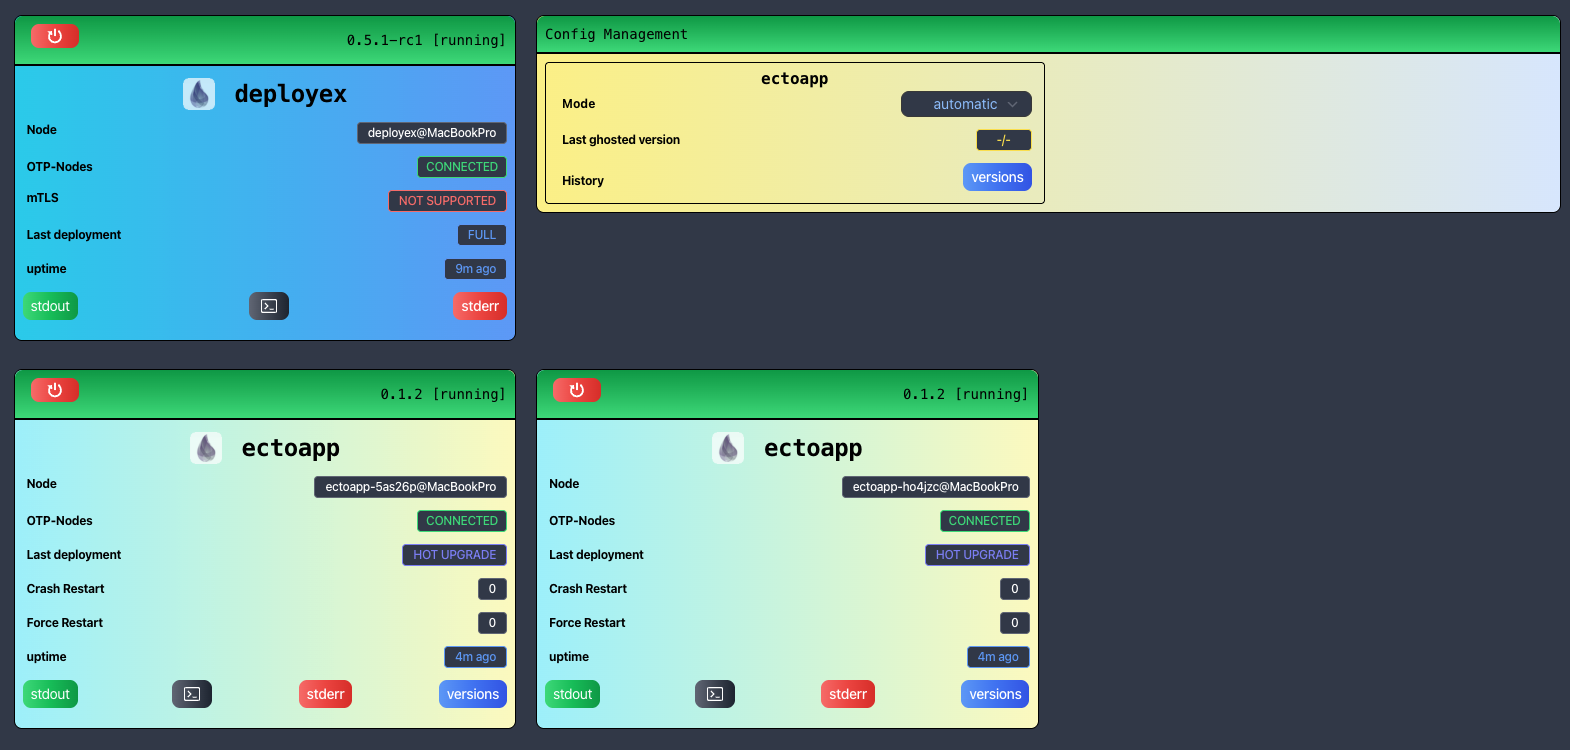 0.5.1-rc1 [running]
deployex
Node deployex@MacBookPro
OTP-Nodes CONNECTED
mTLS NOT SUPPORTED
Last deployment FULL
uptime 9m ago
stdout stderr
Config Management
ectoapp
Mode automatic
Last ghosted version -/-
History versions
0.1.2 [running]
ectoapp
Node ectoapp-5as26p@MacBookPro
OTP-Nodes CONNECTED
Last deployment HOT UPGRADE
Crash Restart 0
Force Restart 0
uptime 4m ago
stdout stderr versions
0.1.2 [running]
ectoapp
Node ectoapp-ho4jzc@MacBookPro
OTP-Nodes CONNECTED
Last deployment HOT UPGRADE
Crash Restart 0
Force Restart 0
uptime 4m ago
stdout stderr versions